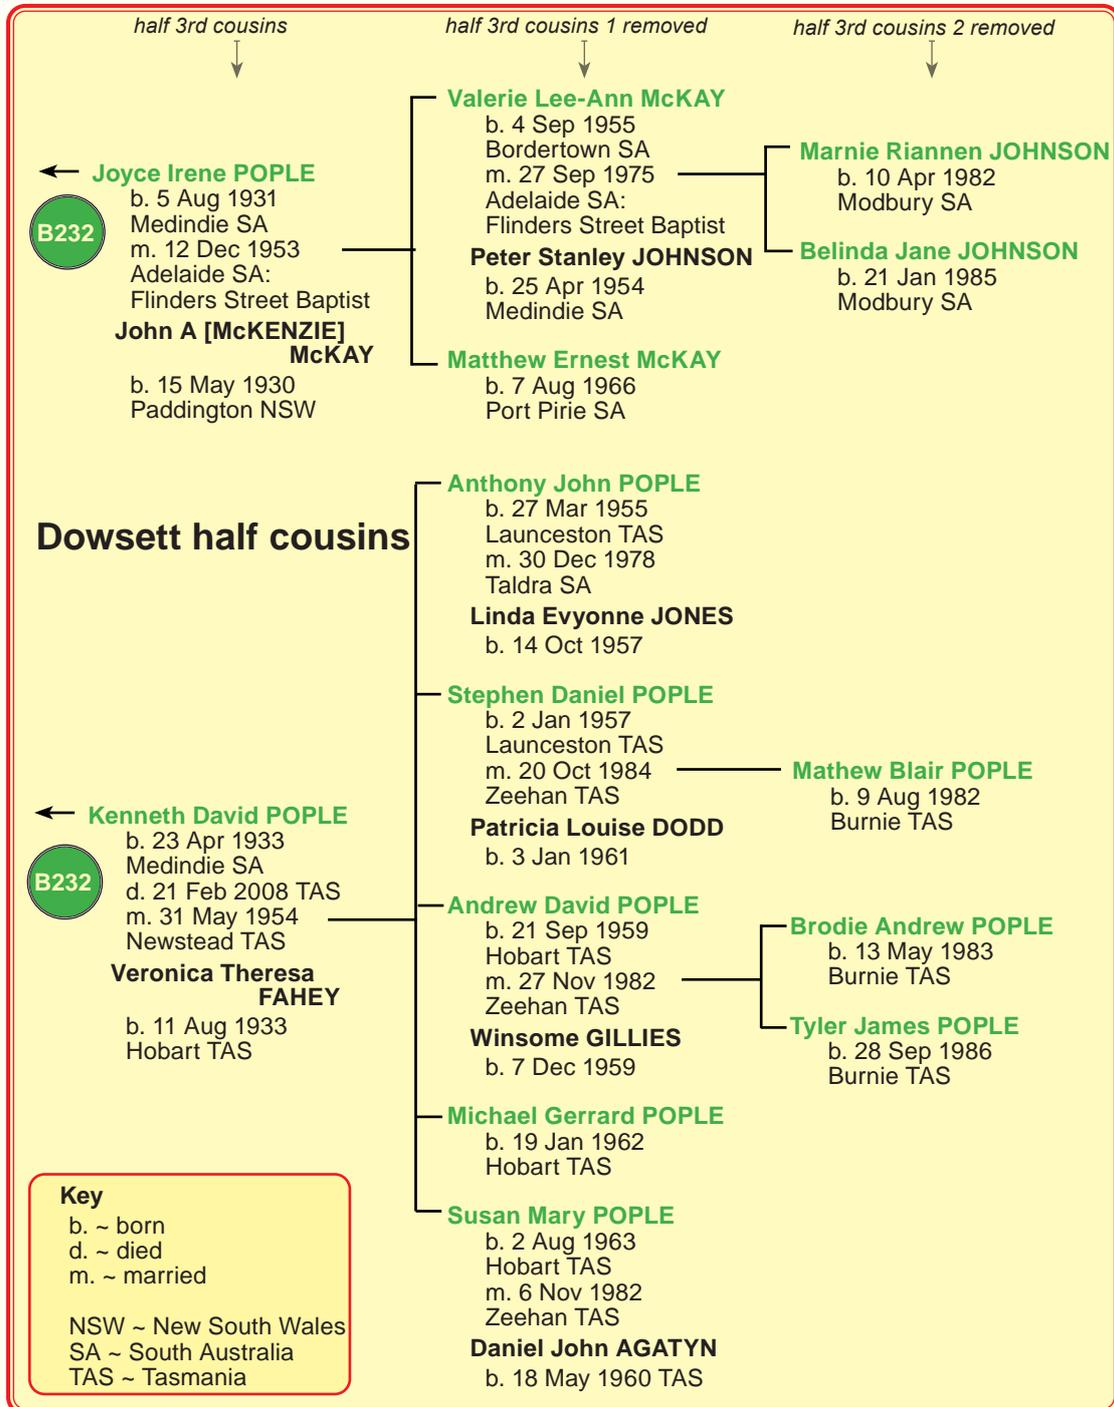 half 3rd cousins
half 3rd cousins 1 removed
half 3rd cousins 2 removed
Joyce Irene POPLE
B232
b. 5 Aug 1931
Medindie SA
m. 12 Dec 1953
Adelaide SA:
Flinders Street Baptist
John A [McKENZIE]
McKAY
b. 15 May 1930
Paddington NSW
Valerie Lee-Ann McKAY
b. 4 Sep 1955
Bordertown SA
m. 27 Sep 1975
Adelaide SA:
Flinders Street Baptist
Peter Stanley JOHNSON
b. 25 Apr 1954
Medindie SA
Marnie Riannen JOHNSON
b. 10 Apr 1982
Modbury SA
Belinda Jane JOHNSON
b. 21 Jan 1985
Modbury SA
Matthew Ernest McKAY
b. 7 Aug 1966
Port Pirie SA
Dowsett half cousins
Kenneth David POPLE
B232
b. 23 Apr 1933
Medindie SA
d. 21 Feb 2008 TAS
m. 31 May 1954
Newstead TAS
Veronica Theresa
FAHEY
b. 11 Aug 1933
Hobart TAS
Anthony John POPLE
b. 27 Mar 1955
Launceston TAS
m. 30 Dec 1978
Taldra SA
Linda Evyonne JONES
b. 14 Oct 1957
Stephen Daniel POPLE
b. 2 Jan 1957
Launceston TAS
m. 20 Oct 1984
Zeehan TAS
Patricia Louise DODD
b. 3 Jan 1961
Mathew Blair POPLE
b. 9 Aug 1982
Burnie TAS
Andrew David POPLE
b. 21 Sep 1959
Hobart TAS
m. 27 Nov 1982
Zeehan TAS
Winsome GILLIES
b. 7 Dec 1959
Brodie Andrew POPLE
b. 13 May 1983
Burnie TAS
Tyler James POPLE
b. 28 Sep 1986
Burnie TAS
Michael Gerrard POPLE
b. 19 Jan 1962
Hobart TAS
Susan Mary POPLE
b. 2 Aug 1963
Hobart TAS
m. 6 Nov 1982
Zeehan TAS
Daniel John AGATYN
b. 18 May 1960 TAS
Key
b. ~ born
d. ~ died
m. ~ married
NSW ~ New South Wales
SA ~ South Australia
TAS ~ Tasmania